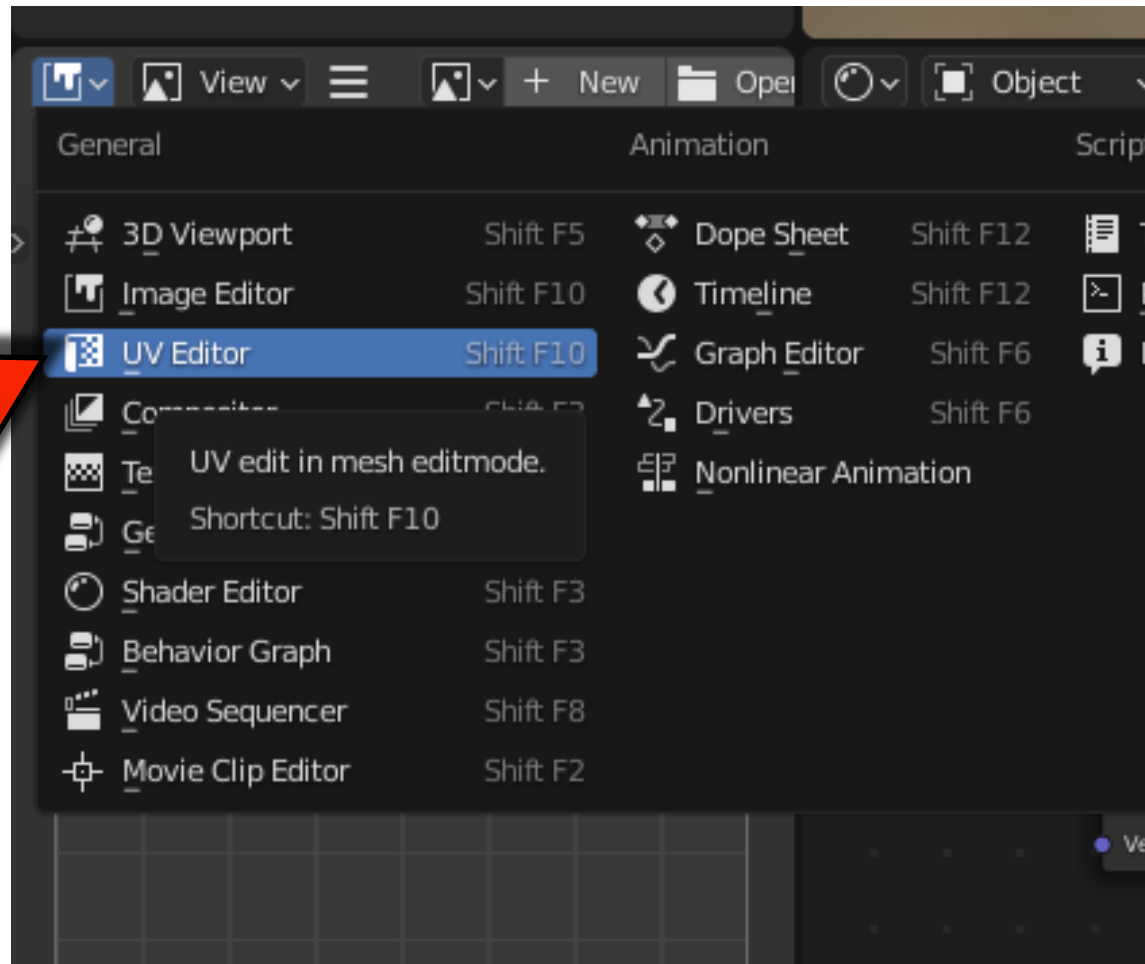 View New Object
General Animation
3D Viewport Shift F5 Dope Sheet Shift F12
Image Editor Shift F10 Timeline Shift F12
UV Editor Shift F10 Graph Editor Shift F6
Drivers Shift F6
UV edit in mesh editmode. Nonlinear Animation
Shortcut: Shift F10
Shader Editor Shift F3
Behavior Graph Shift F3
Video Sequencer Shift F8
Movie Clip Editor Shift F2